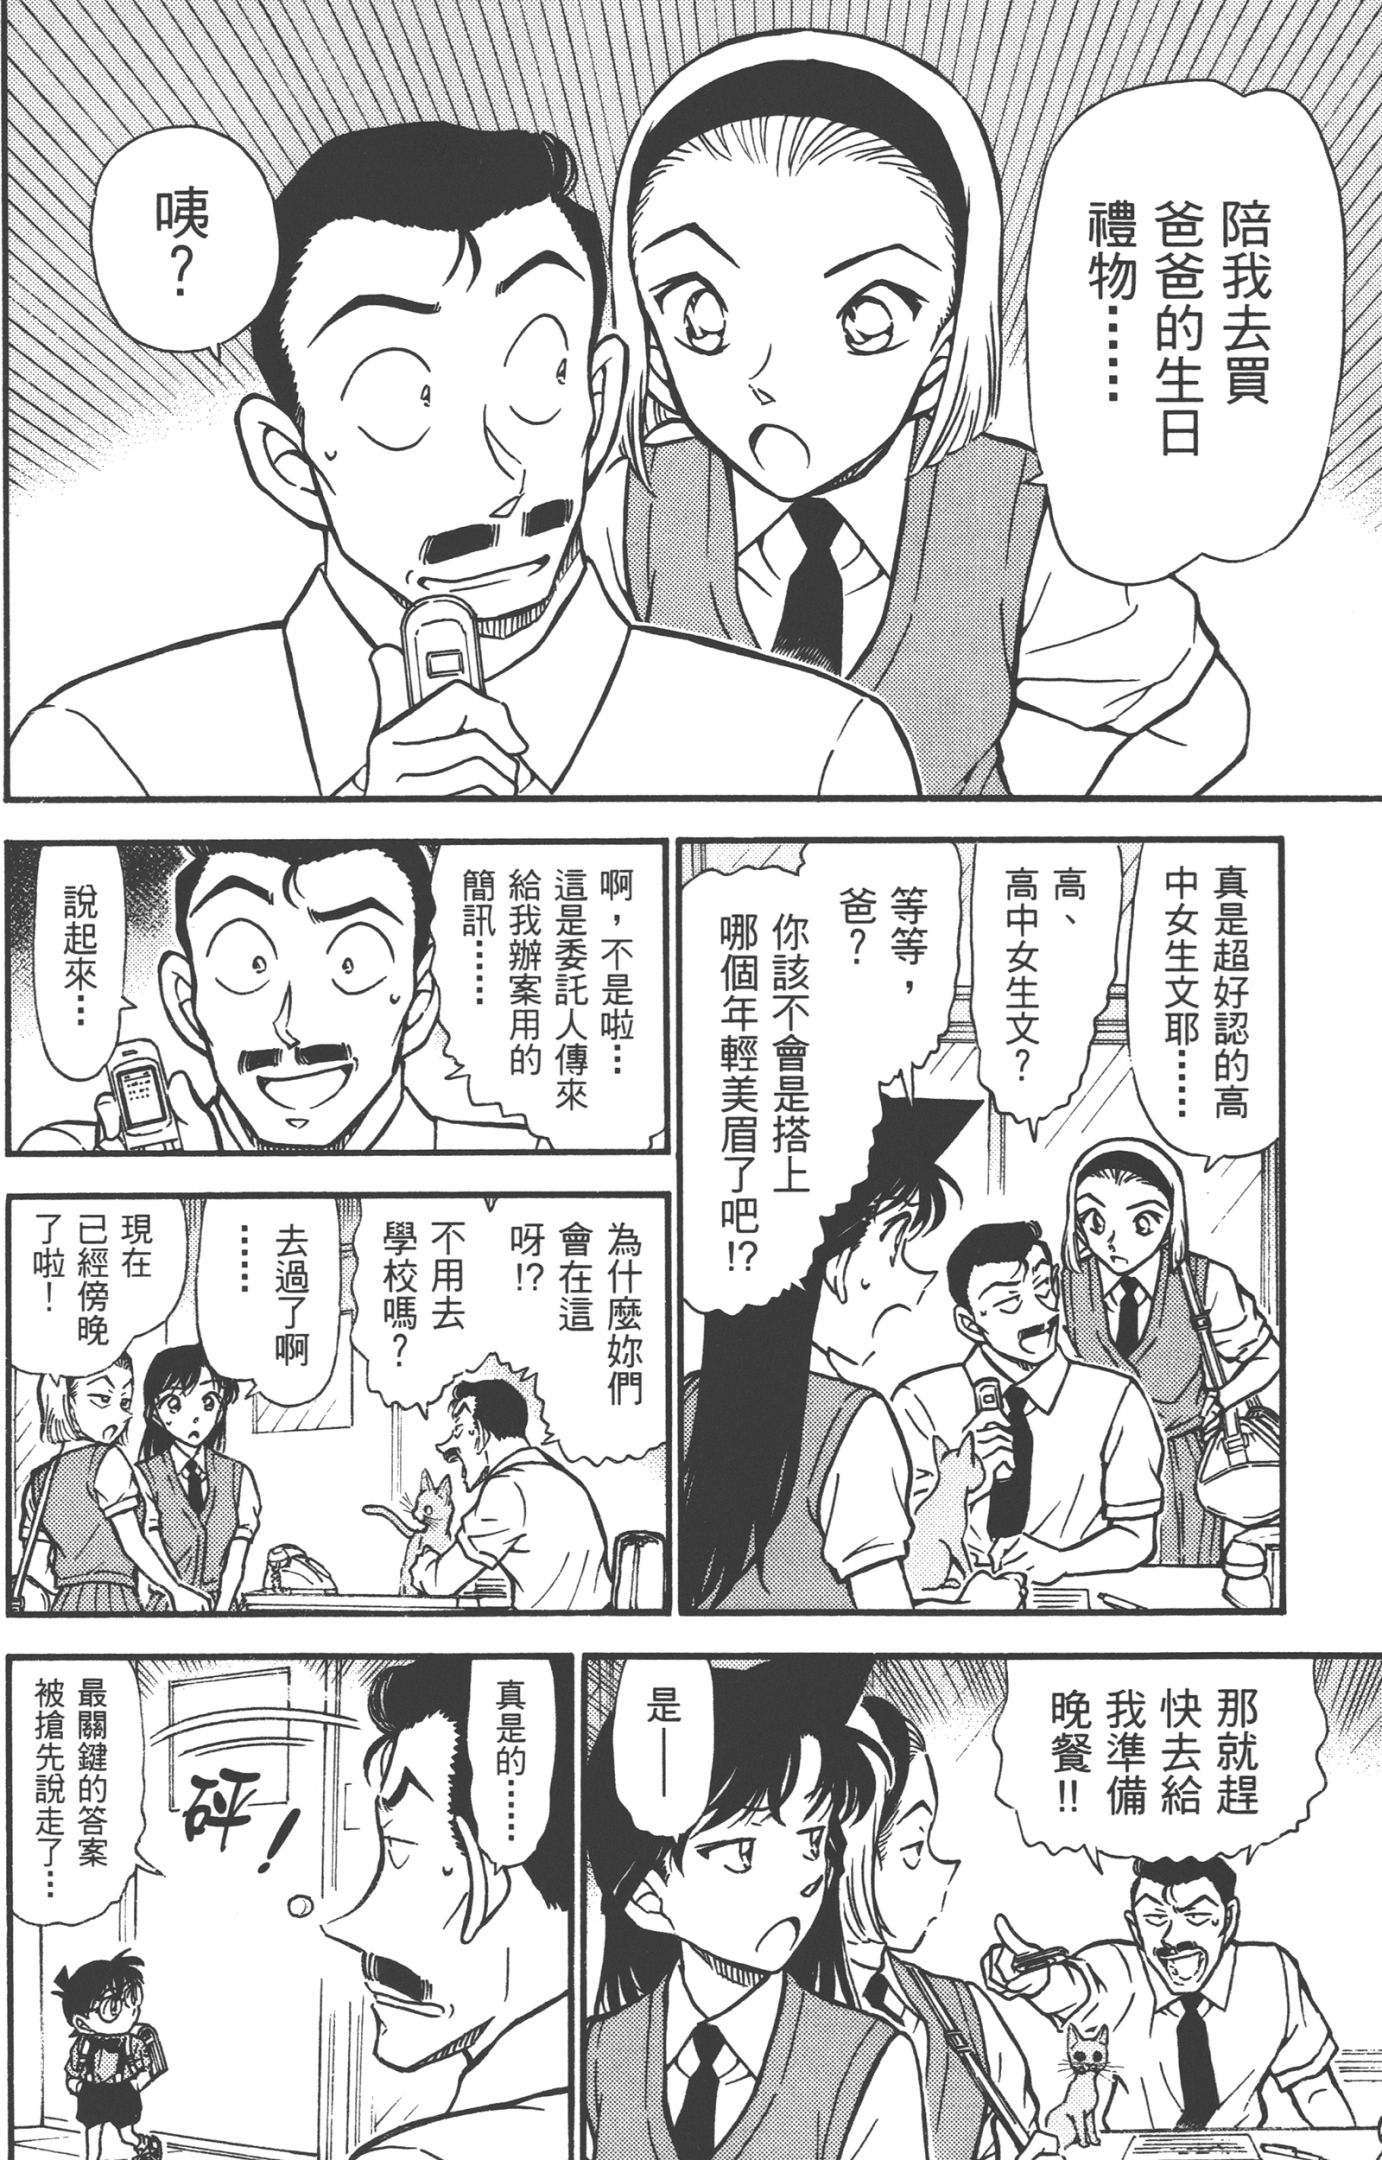 陪我去買
爸爸的生日
禮物……
咦？
真是超好認的高
中女生文耶……
高、
高中女生文？
等等，
爸？
你該不會是搭上
哪個年輕美眉了吧!?
啊，不是啦…
這是委託人傳來
給我辦案用的
簡訊……
說起來…
為什麼妳們
會在這
呀!?
不用去
學校嗎？
去過了啊
……
現在
已經傍晚
了啦！
那就趕
快去給
我準備
晚餐!!
是——
真是的……
砰！
最關鍵的答案
被搶先說走了…